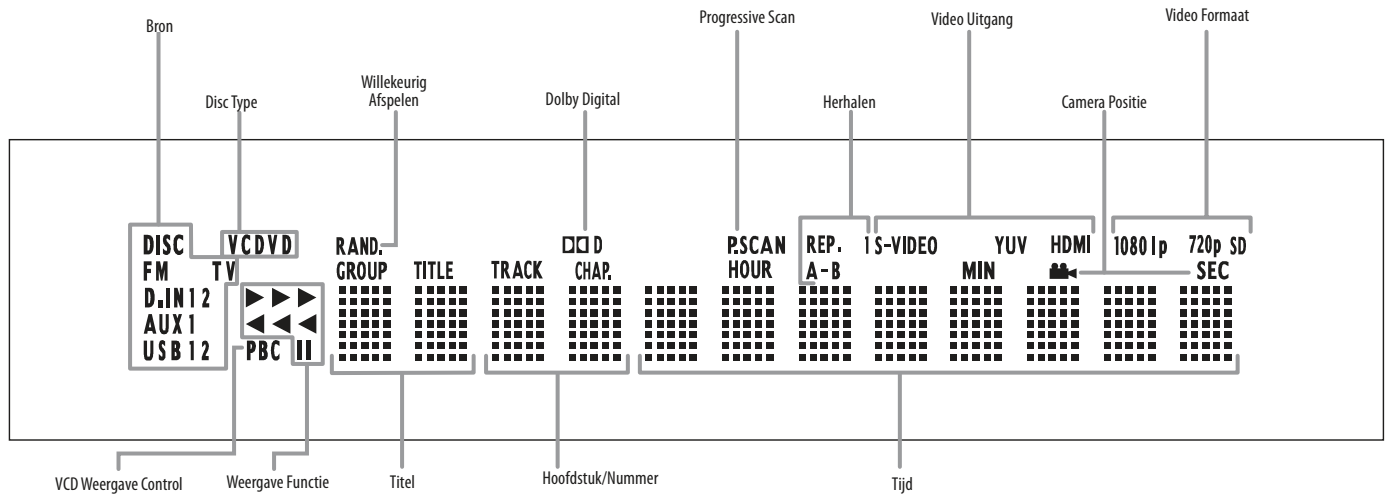 Progressive Scan
Video Uitgang
Video Formaat
Bron
Willekeurig
Afspelen
Disc Type
Dolby Digital
Herhalen
Camera Positie
DISC VCDVD RAND. D P.SCAN REP. 1 S-VIDEO YUV HDMI 1080 I p 720p SD
FM TV GROUP TITLE TRACK CHAP. HOUR A-B MIN SEC
D.IN 1 2
AUX 1
USB 1 2 PBC
VCD Weergave Control
Weergave Functie
Titel
Hoofdstuk/Nummer
Tijd